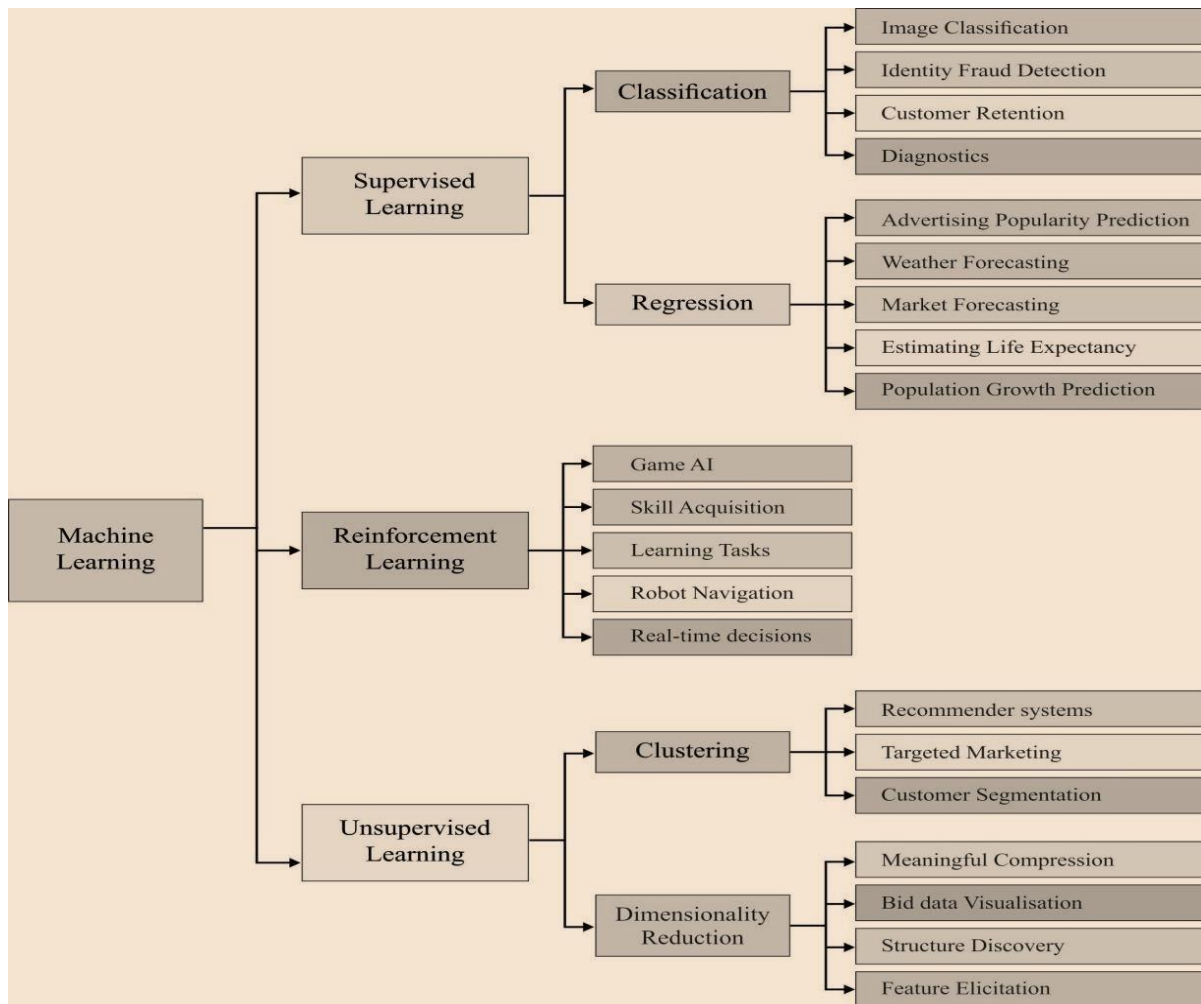 Image Classification
Identity Fraud Detection
Classification
Customer Retention
Diagnostics
Supervised
Learning
Advertising Popularity Prediction
Weather Forecasting
Regression
Market Forecasting
Estimating Life Expectancy
Population Growth Prediction
Machine
Learning
Reinforcement
Learning
Game AI
Skill Acquisition
Learning Tasks
Robot Navigation
Real-time decisions
Unsupervised
Learning
Clustering
Recommender systems
Targeted Marketing
Customer Segmentation
Dimensionality
Reduction
Meaningful Compression
Bid data Visualisation
Structure Discovery
Feature Elicitation